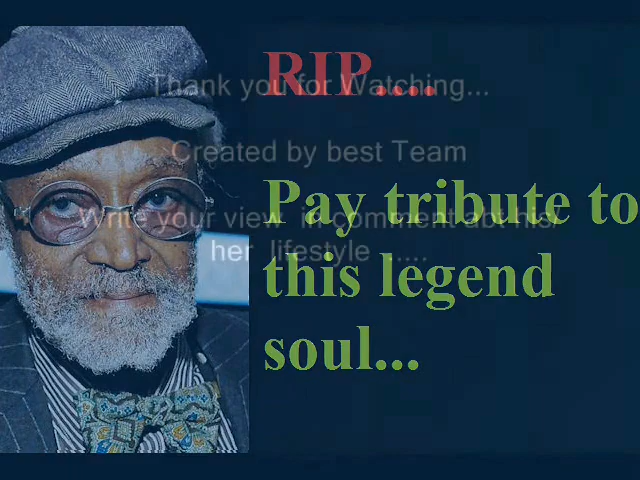 RIP....
Thank you for Watching...
Created by best Team
Pay tribute to
Write your view in comment abt his/
her lifestyle .....
this legend
soul...